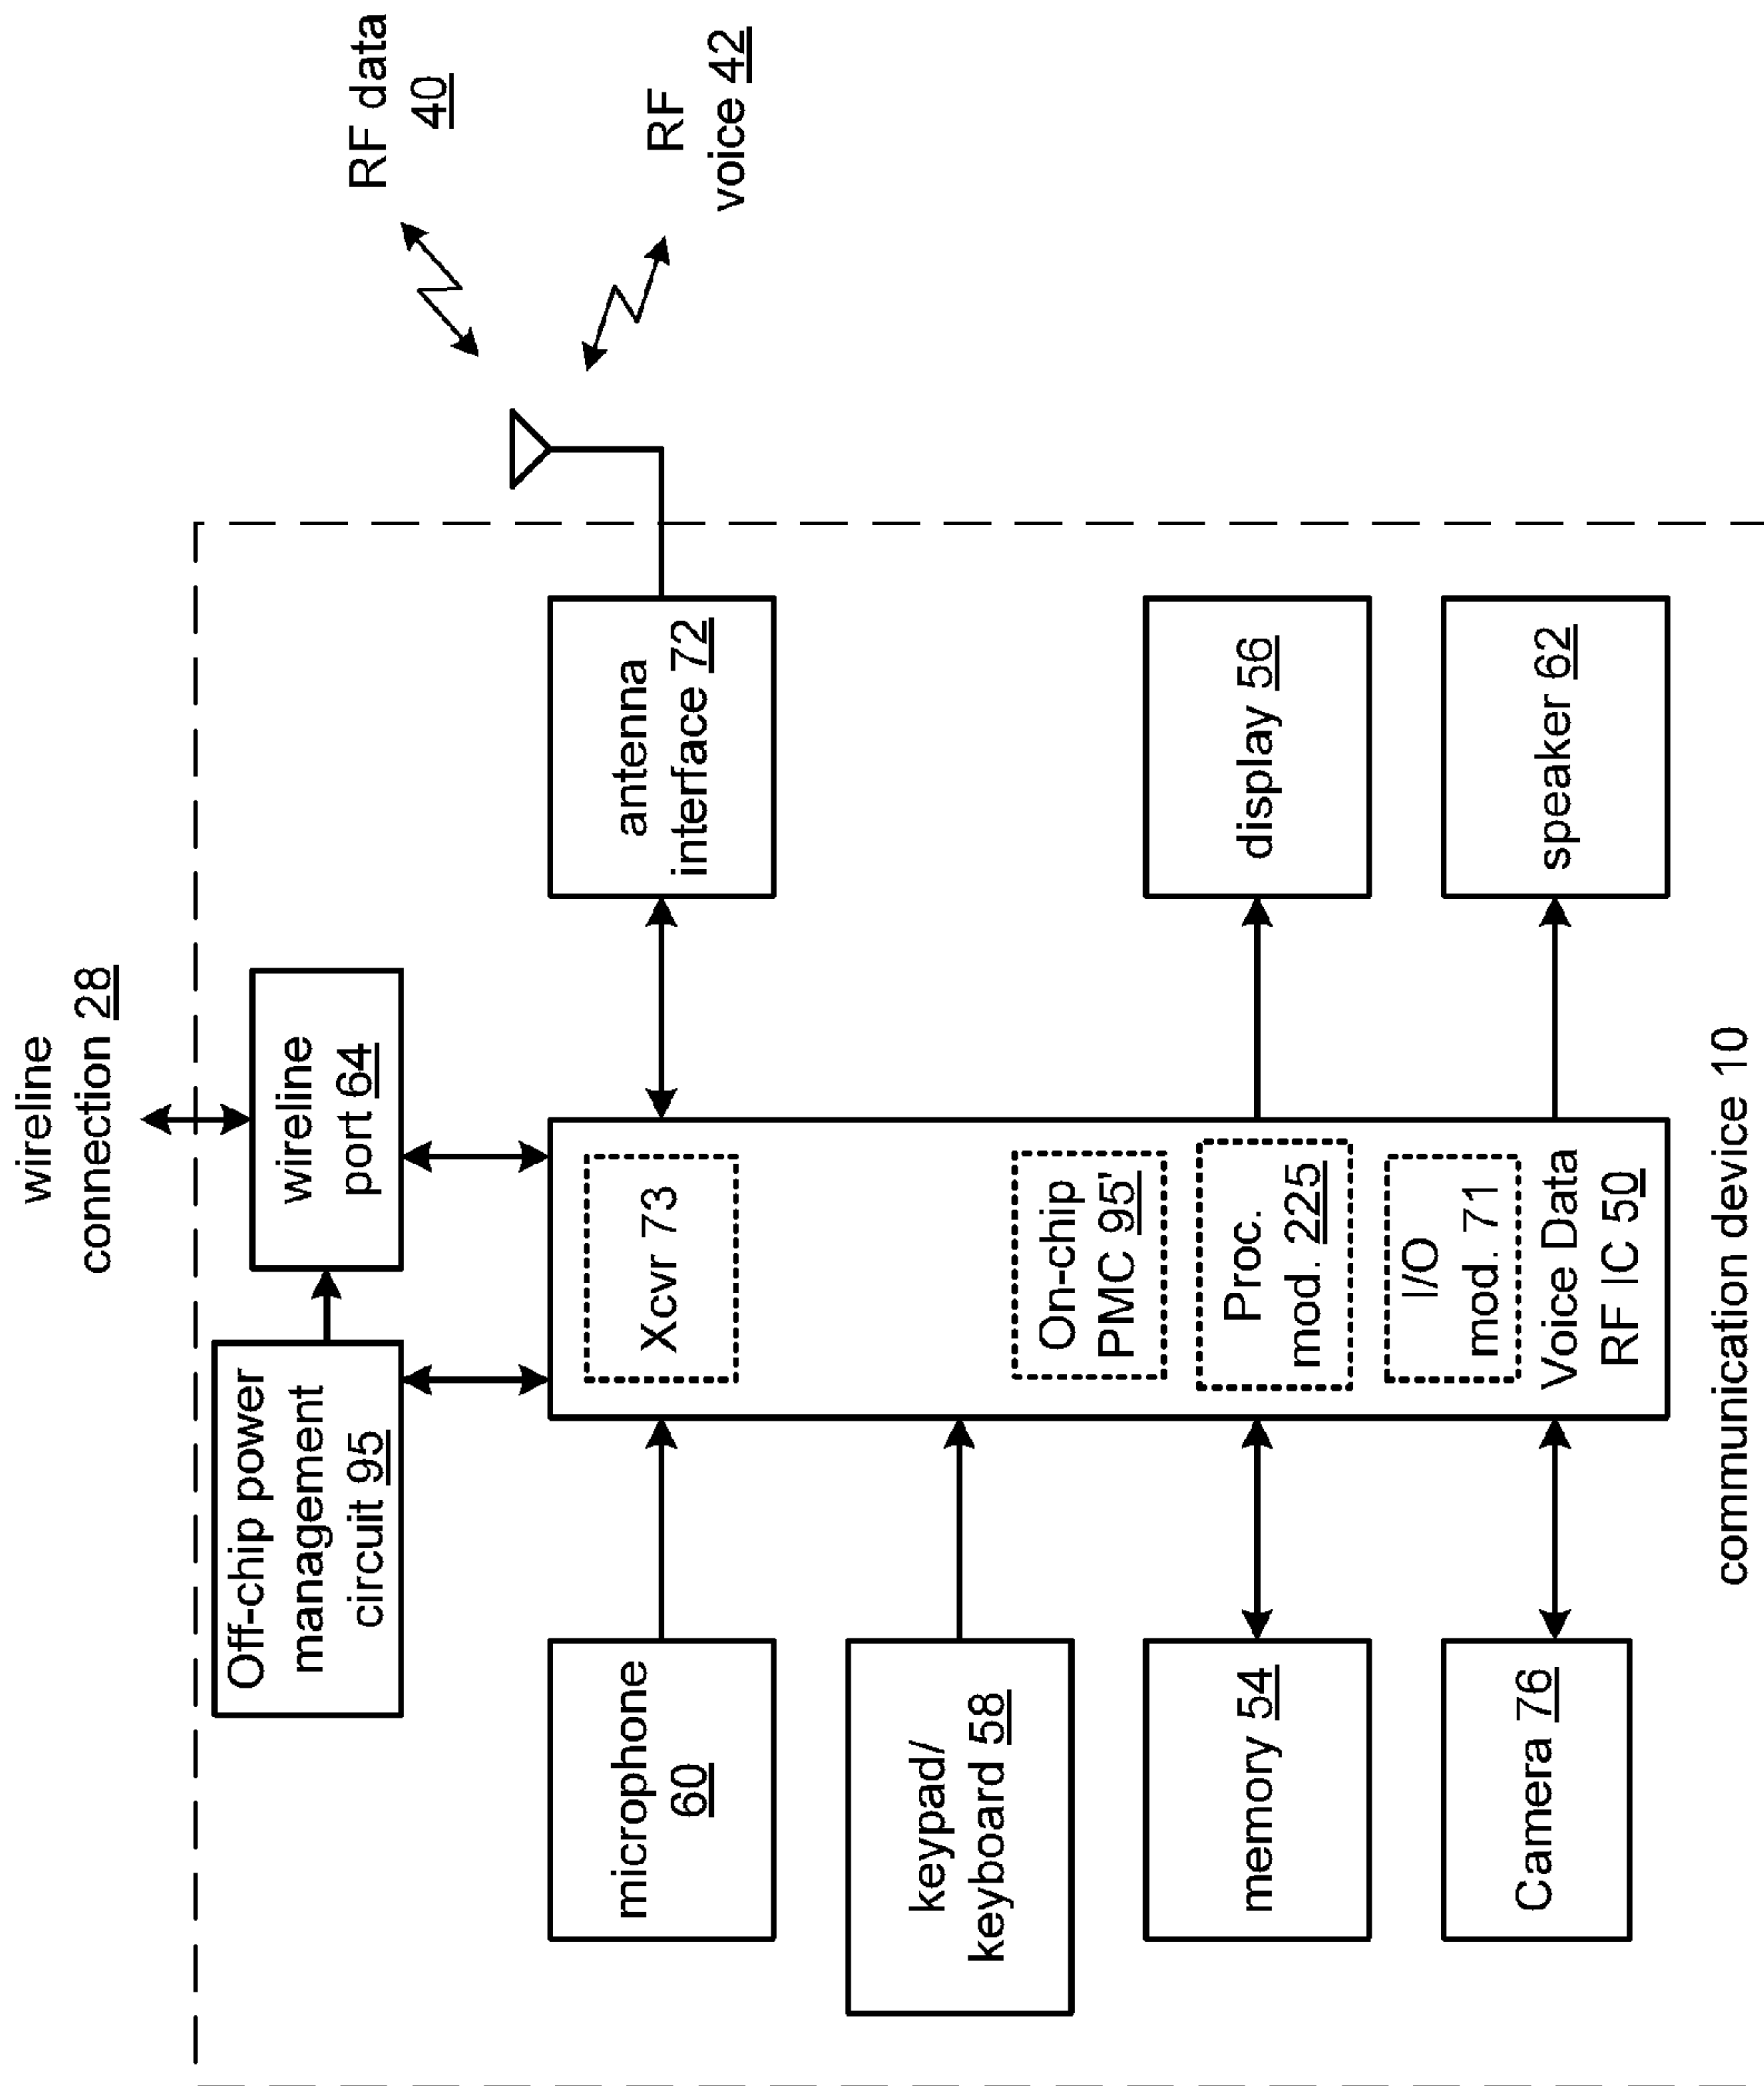 wireline
connection 28
RF data
40
RF
voice 42
Off-chip power
management
circuit 95
wireline
port 64
microphone
60
Xcvr 73
antenna
interface 72
keypad/
keyboard 58
On-chip
PMC 95'
memory 54
Proc.
mod. 225
display 56
Camera 76
I/O
mod. 71
Voice Data
RF IC 50
speaker 62
communication device 10